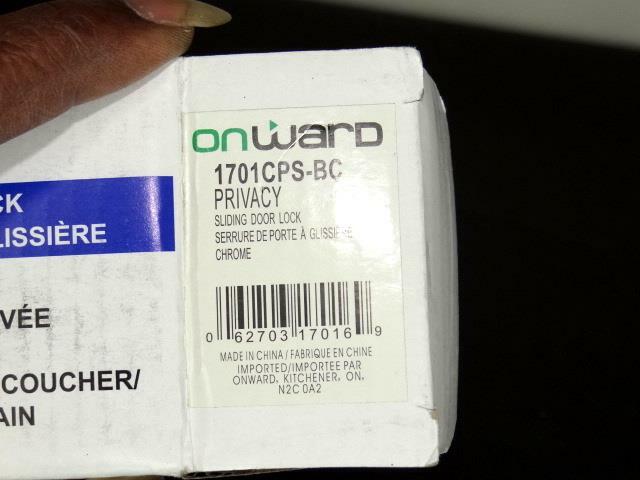 CK
LISSIÈRE
VÉE
COUCHER/
AIN
onwarD
1701CPS-BC
PRIVACY
SLIDING DOOR LOCK
SERRURE DE PORTE À GLISSIÈRE
CHROME
0 62703 17016 9
MADE IN CHINA / FABRIQUE EN CHINE
IMPORTED/IMPORTEE PAR
ONWARD, KITCHENER, ON,
N2C 0A2